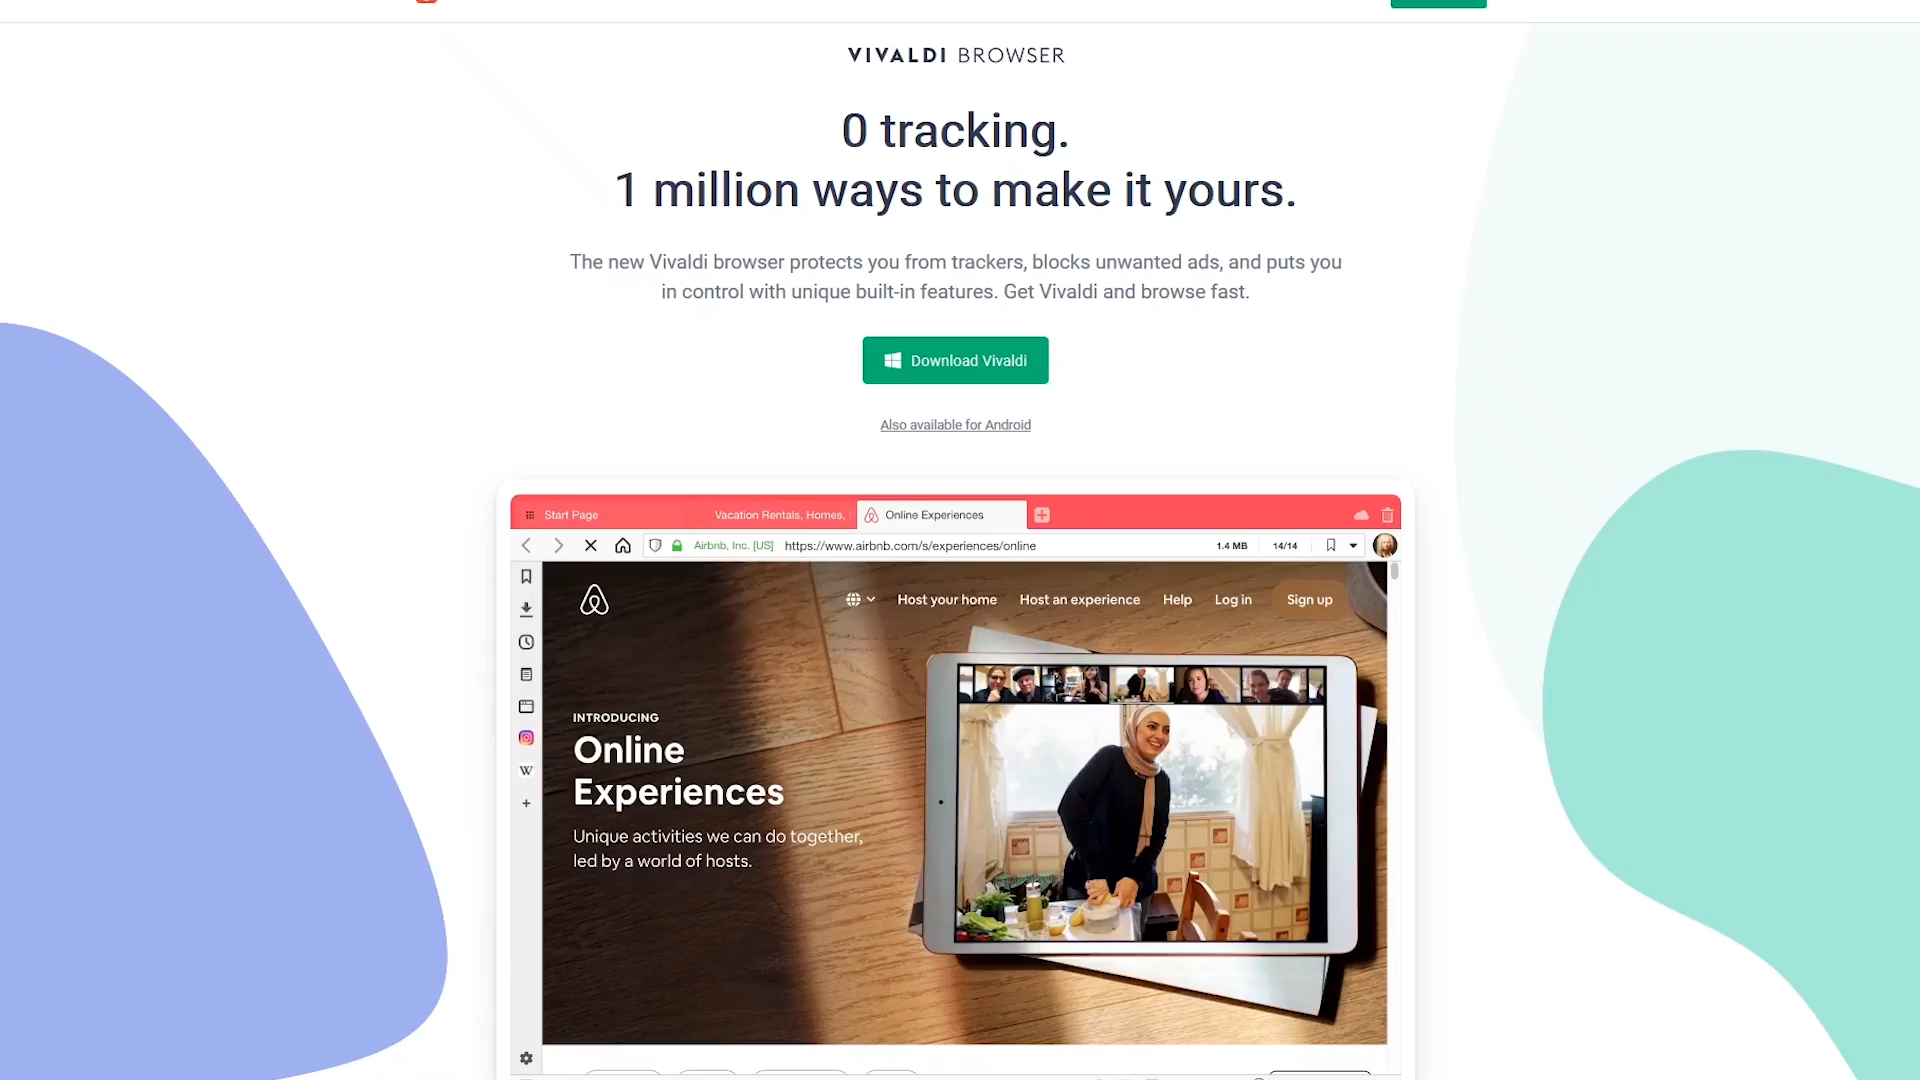 VIVALDI BROWSER
0 tracking.
1 million ways to make it yours.
The new Vivaldi browser protects you from trackers, blocks unwanted ads, and puts you
in control with unique built-in features. Get Vivaldi and browse fast.
Download Vivaldi
Also available for Android
Start Page
Vacation Rentals, Homes,
Online Experiences
Airbnb, Inc. [US] https://www.airbnb.com/s/experiences/online
1.4 MB
14/14
Host your home
Host an experience
Help
Log in
Sign up
INTRODUCING
Online
Experiences
Unique activities we can do together,
led by a world of hosts.
W